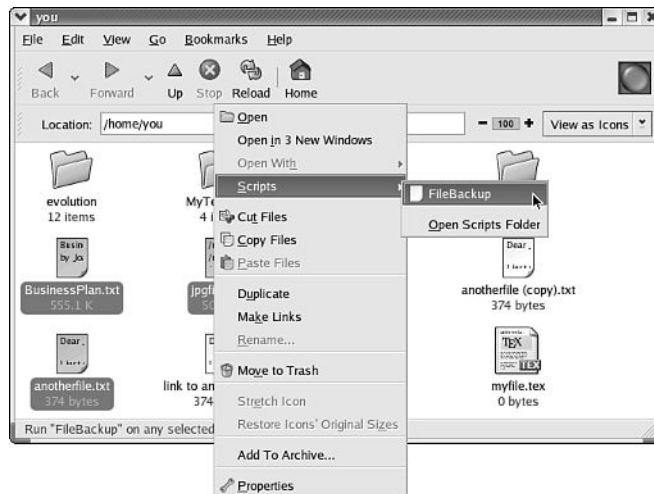 you
File Edit View Go Bookmarks Help
Back Forward Up Stop Reload Home
Location: /home/you
100
View as Icons
evolution
12 items
BusinessPlan.txt
555.1 K
anotherfile.txt
374 bytes
link to an
374
anotherfile (copy).txt
374 bytes
TEX
TEX
myfile.tex
0 bytes
Dear,
Dear,
Open
Open in 3 New Windows
Open With
Scripts
Cut Files
Copy Files
Paste Files
Duplicate
Make Links
Rename...
Move to Trash
Stretch Icon
Restore Icons' Original Sizes
Add To Archive...
Properties
FileBackup
Open Scripts Folder
Run "FileBackup" on any selected